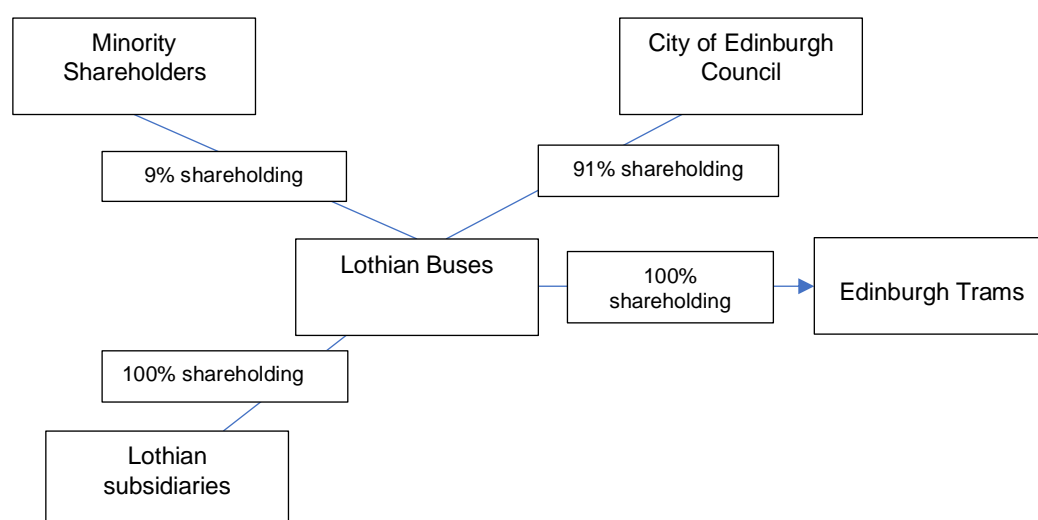 Minority
Shareholders
City of Edinburgh
Council
9% shareholding
91% shareholding
Lothian Buses
100%
shareholding
Edinburgh Trams
100% shareholding
Lothian
subsidiaries